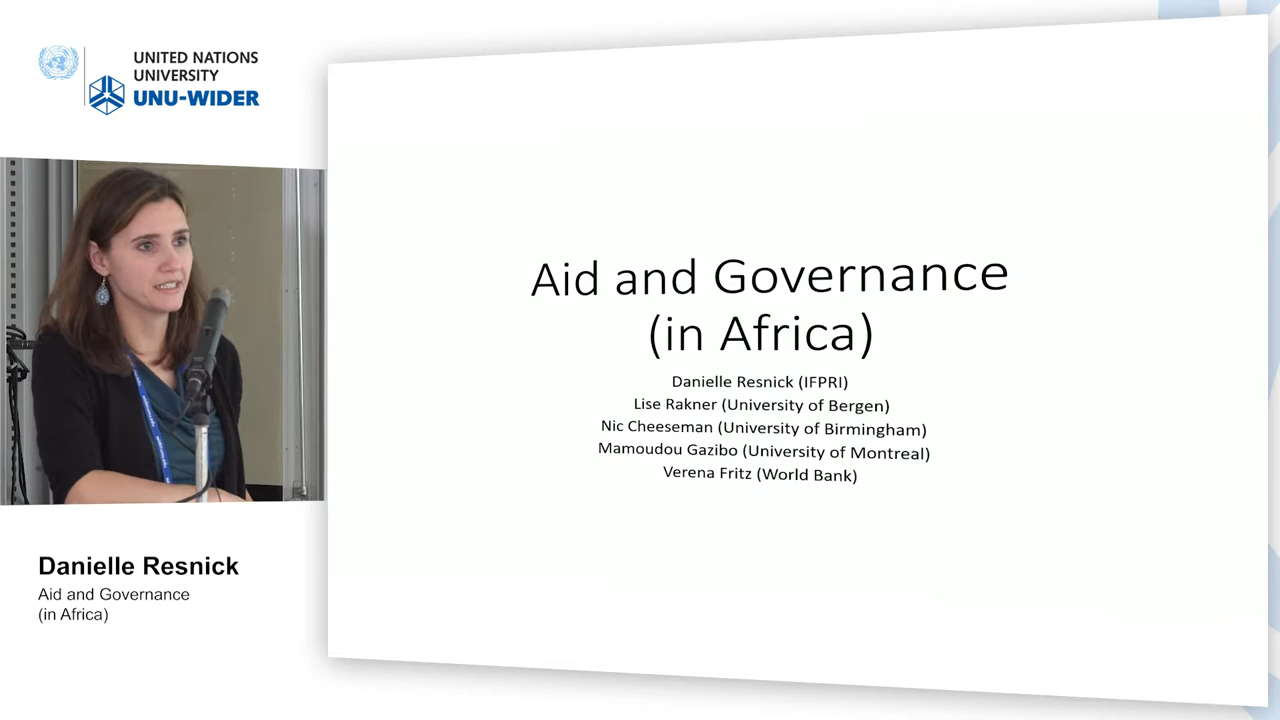 UNITED NATIONS
UNIVERSITY
UNU-WIDER
Danielle Resnick
Aid and Governance
(in Africa)
Aid and Governance
(in Africa)
Danielle Resnick (IFPRI)
Lise Rakner (University of Bergen)
Nic Cheeseman (University of Birmingham)
Mamoudou Gazibo (University of Montreal)
Verena Fritz (World Bank)